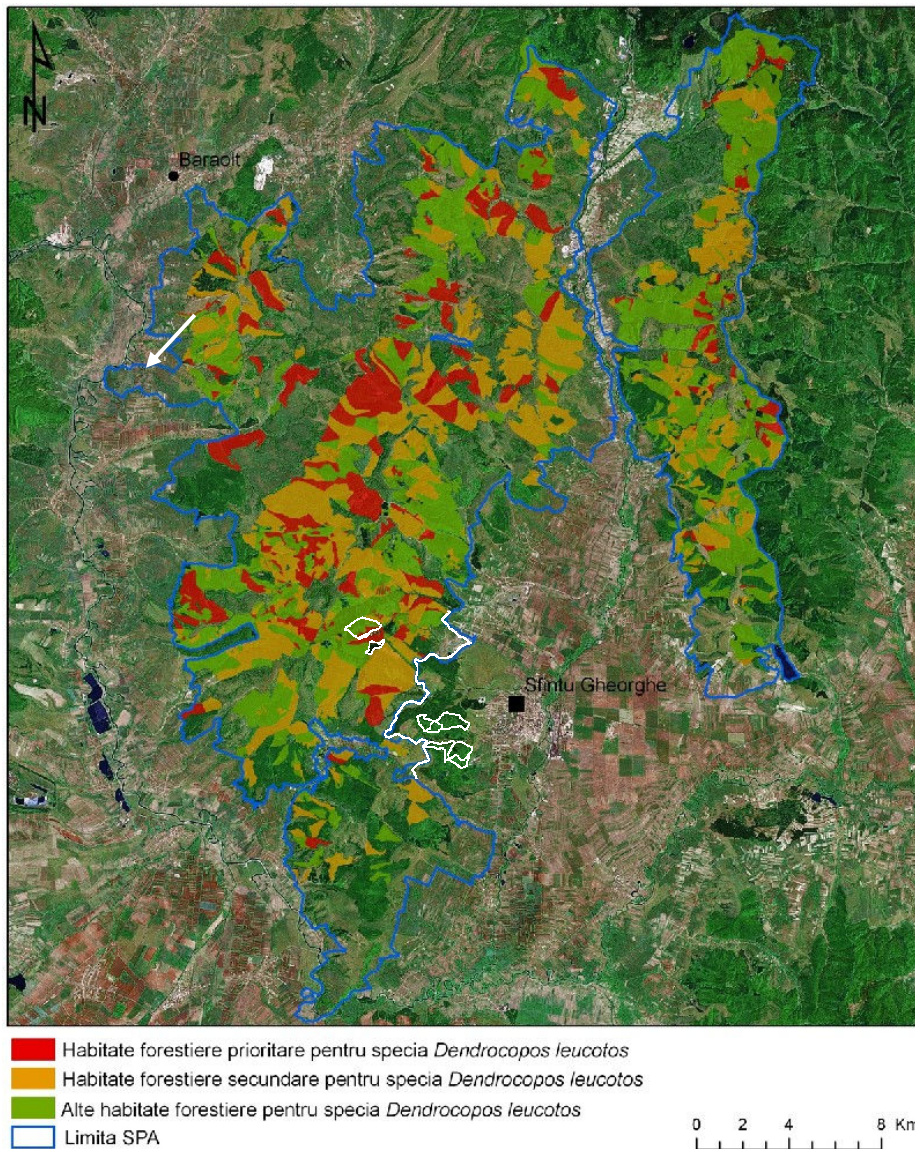 N
Baraolt
Sfintu Gheorghe
Habitate forestiere prioritare pentru specia Dendrocopos leucotos
Habitate forestiere secundare pentru specia Dendrocopos leucotos
Alte habitate forestiere pentru specia Dendrocopos leucotos
Limita SPA
0 2 4 8 Km